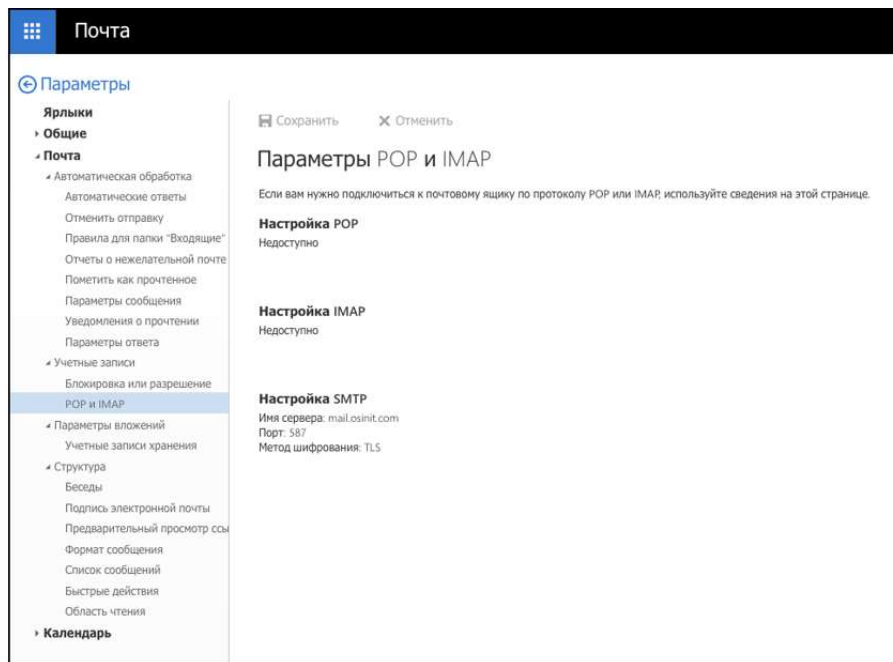 Почта
Параметры
Ярлыки
Общие
Почта
Автоматическая обработка
Автоматические ответы
Отменить отправку
Правила для папки "Входящие"
Отчеты о нежелательной почте
Пометить как прочтенное
Параметры сообщения
Уведомления о прочтении
Параметры ответа
Учетные записи
Блокировка или разрешение
POP и IMAP
Параметры вложений
Учетные записи хранения
Структура
Беседы
Подпись электронной почты
Предварительный просмотр ссы
Формат сообщения
Список сообщений
Быстрые действия
Область чтения
Календарь
Сохранить Отменить
Параметры POP и IMAP
Если вам нужно подключиться к почтовому ящику по протоколу POP или IMAP, используйте сведения на этой странице.
Настройка POP
Недоступно
Настройка IMAP
Недоступно
Настройка SMTP
Имя сервера: mail.osinit.com
Порт: 587
Метод шифрования: TLS